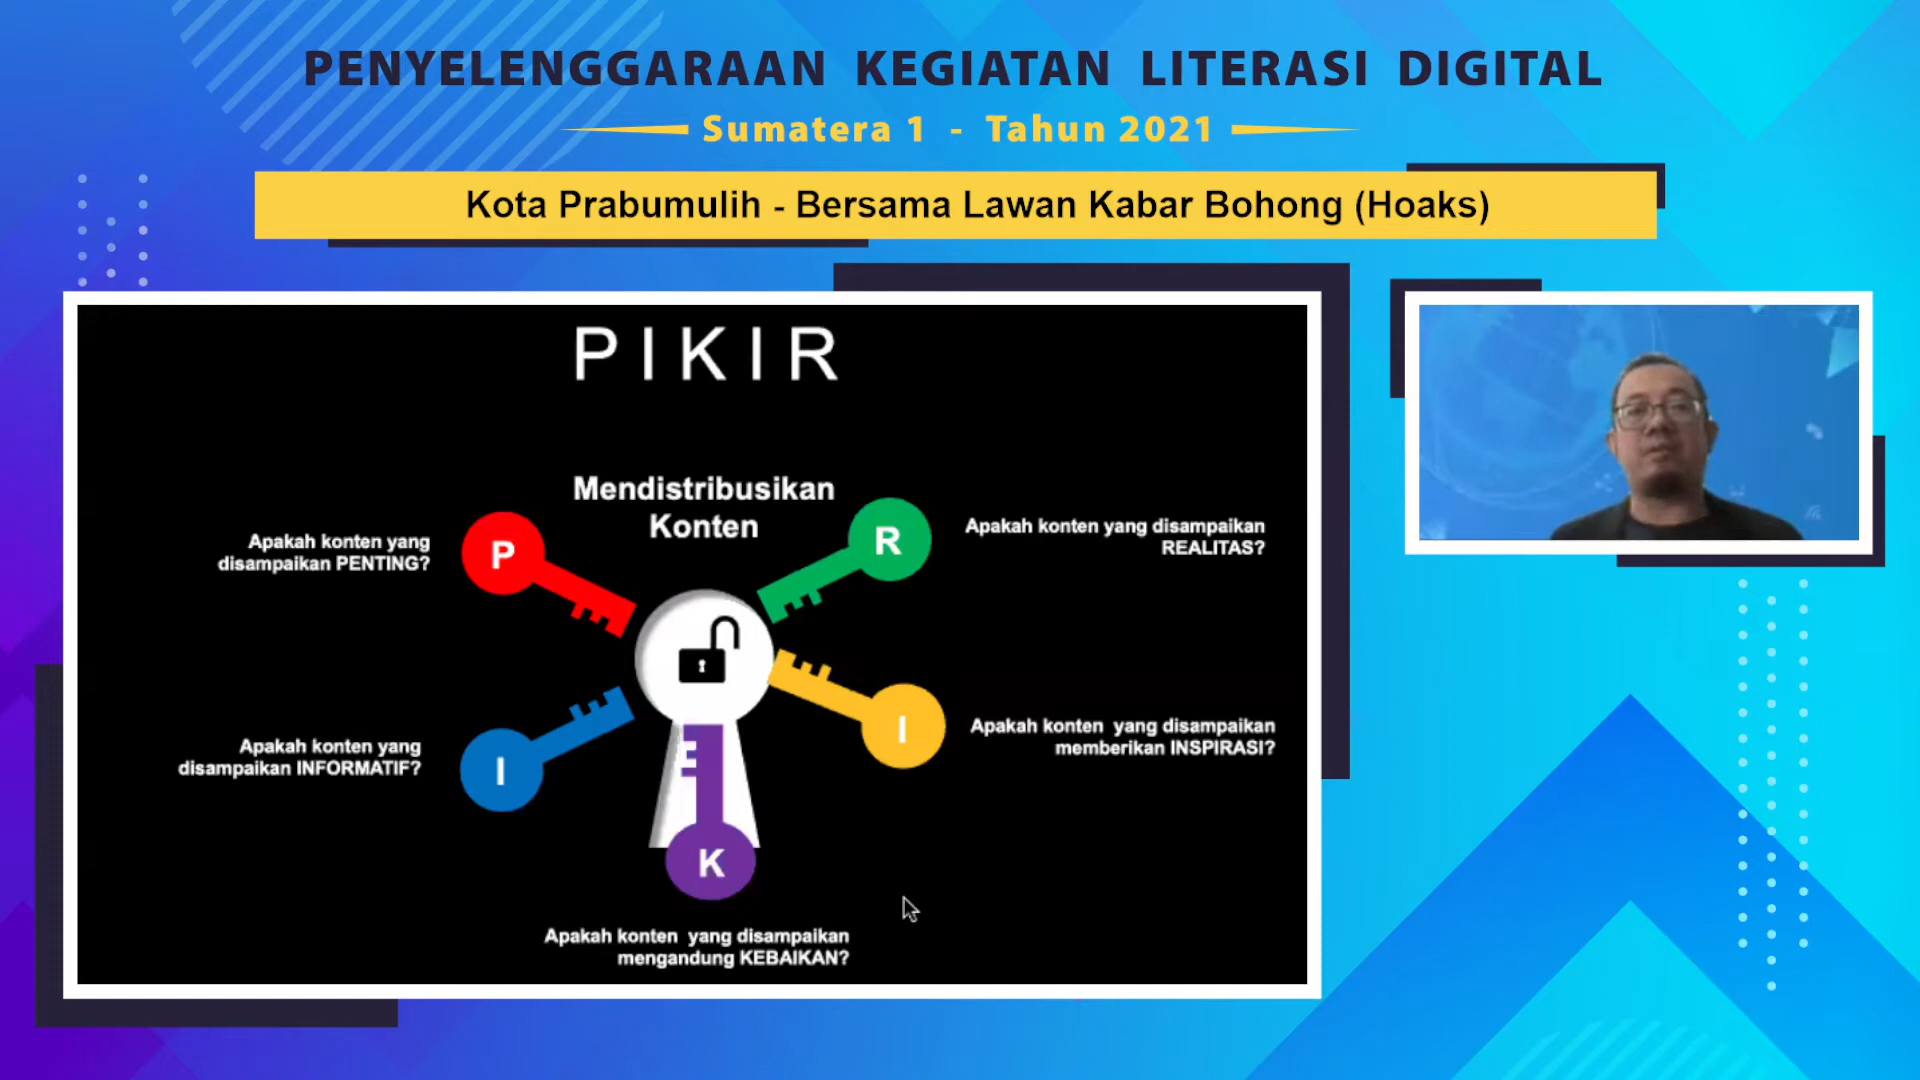 PENYELENGGARAAN KEGIATAN LITERASI DIGITAL
Sumatera 1 - Tahun 2021
Kota Prabumulih - Bersama Lawan Kabar Bohong (Hoaks)
PIKIR
Mendistribusikan
Konten
P
Apakah konten yang
disampaikan PENTING?
I
Apakah konten yang
disampaikan INFORMATIF?
K
Apakah konten yang disampaikan
mengandung KEBAIKAN?
I
Apakah konten yang disampaikan
memberikan INSPIRASI?
R
Apakah konten yang disampaikan
REALITAS?